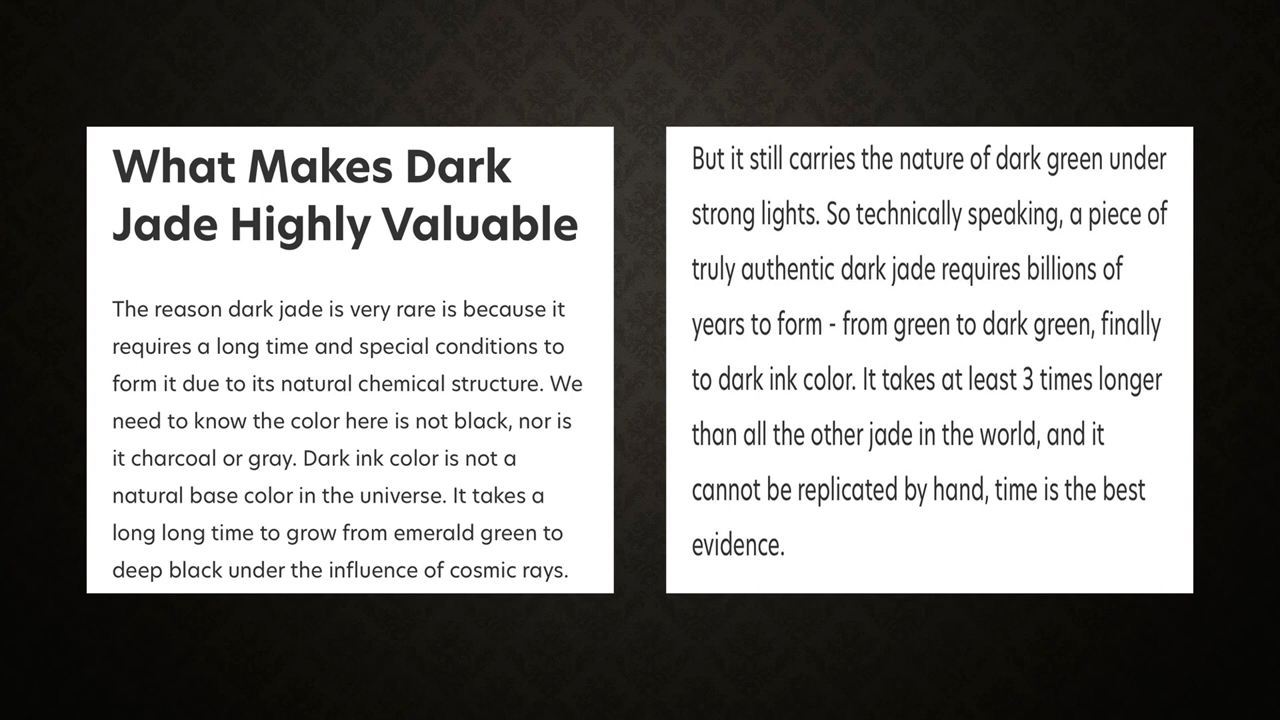 What Makes Dark
Jade Highly Valuable
The reason dark jade is very rare is because it
requires a long time and special conditions to
form it due to its natural chemical structure. We
need to know the color here is not black, nor is
it charcoal or gray. Dark ink color is not a
natural base color in the universe. It takes a
long long time to grow from emerald green to
deep black under the influence of cosmic rays.
But it still carries the nature of dark green under
strong lights. So technically speaking, a piece of
truly authentic dark jade requires billions of
years to form - from green to dark green, finally
to dark ink color. It takes at least 3 times longer
than all the other jade in the world, and it
cannot be replicated by hand, time is the best
evidence.